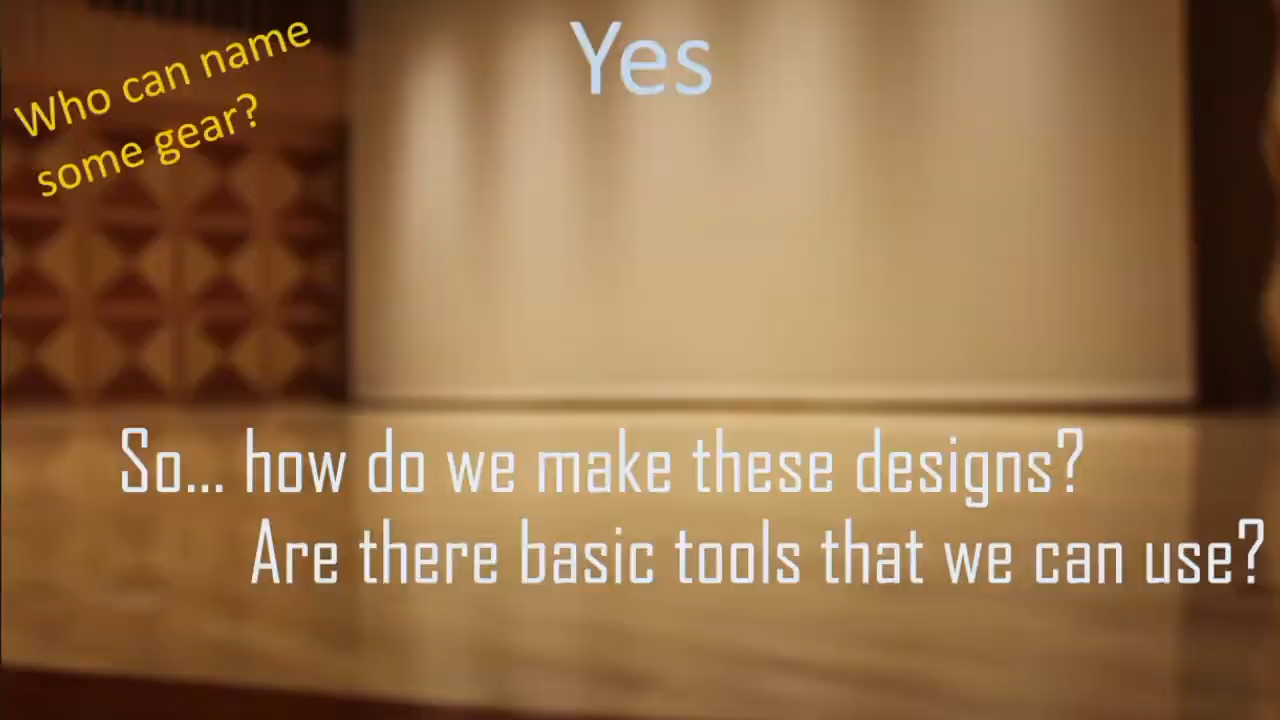 Yes
Who can name
some gear?
So... how do we make these designs?
Are there basic tools that we can use?